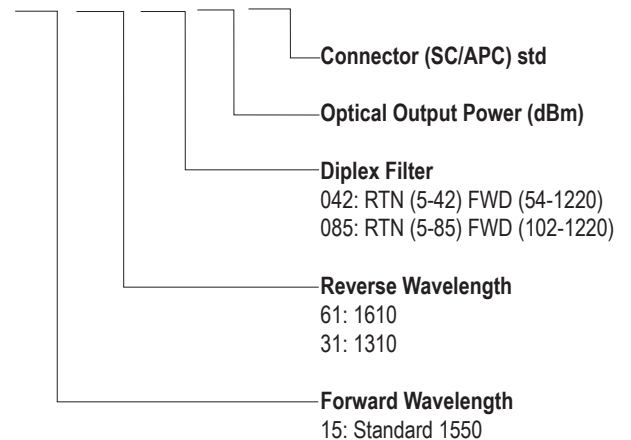 Connector (SC/APC) std
Optical Output Power (dBm)
Diplex Filter
042: RTN (5-42) FWD (54-1220)
085: RTN (5-85) FWD (102-1220)
Reverse Wavelength
61: 1610
31: 1310
Forward Wavelength
15: Standard 1550